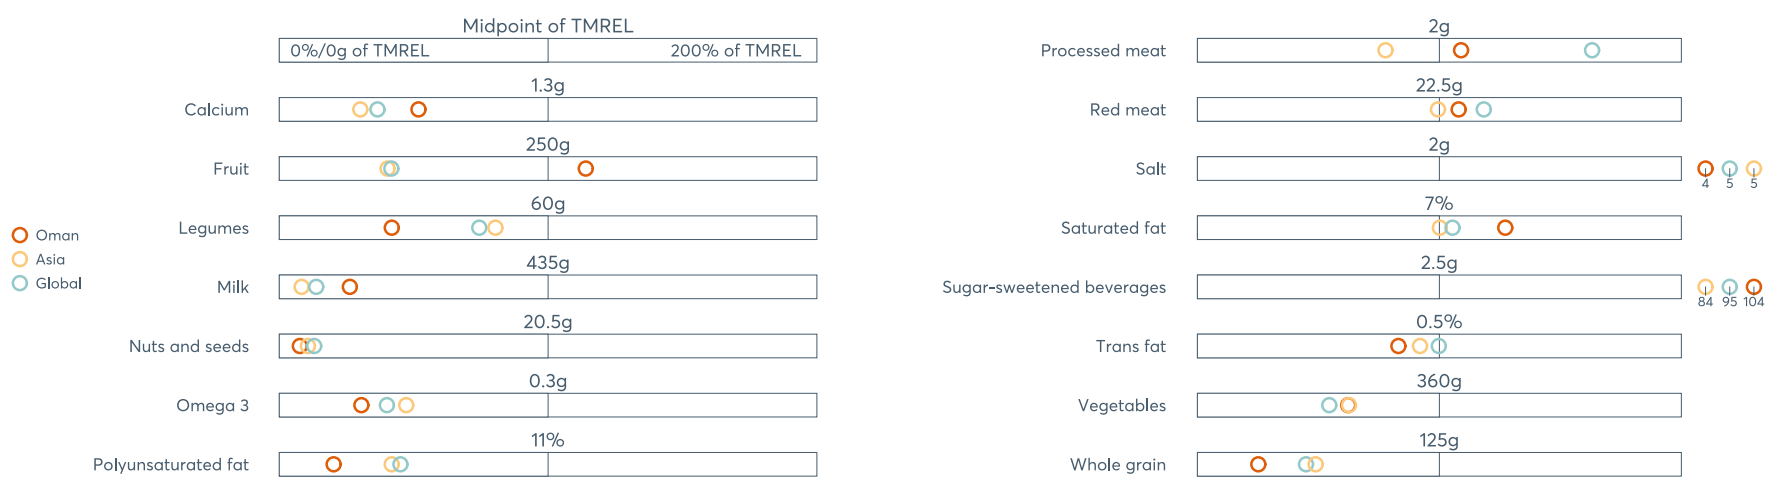 Midpoint of TMREL
0%/0g of TMREL 200% of TMREL
1.3g
Calcium
250g
Fruit
60g
Legumes
435g
Milk
20.5g
Nuts and seeds
0.3g
Omega 3
11%
Polyunsaturated fat
Oman
Asia
Global
2g
Processed meat
22.5g
Red meat
2g
Salt
4 5 5
7%
Saturated fat
2.5g
Sugar-sweetened beverages
84 95 104
0.5%
Trans fat
360g
Vegetables
125g
Whole grain